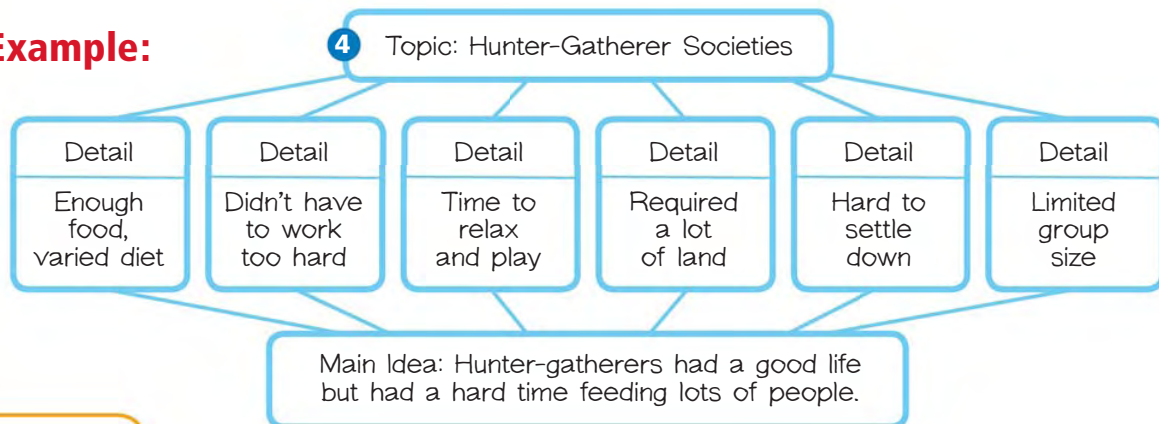 Example:
4 Topic: Hunter-Gatherer Societies
Detail
Enough
food,
varied diet
Detail
Didn't have
to work
too hard
Detail
Time to
relax
and play
Detail
Required
a lot
of land
Detail
Hard to
settle
down
Detail
Limited
group
size
Main Idea: Hunter-gatherers had a good life
but had a hard time feeding lots of people.